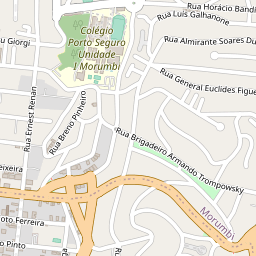 Rua Horácio Bandi
Rua Luís Galhanone
Colégio
Porto Seguro
Unidade
I Morumbi
Rua Almirante Soares Du
u Giorgi
Rua General Euclides Figue
Rua Ernest Renan
Rua Breno Pinheiro
Rua Brigadeiro Armando Trompowsky
eixeira
Morumbi
oto Ferreira
o Pinto